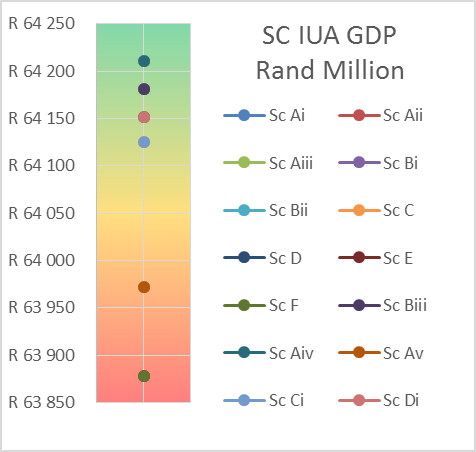 SC IUA GDP
Rand Million
R 64 250
R 64 200
R 64 150
R 64 100
R 64 050
R 64 000
R 63 950
R 63 900
R 63 850
Sc Ai Sc Aii
Sc Aiii Sc Bi
Sc Bii Sc C
Sc D Sc E
Sc F Sc Biii
Sc Aiv Sc Av
Sc Ci Sc Di